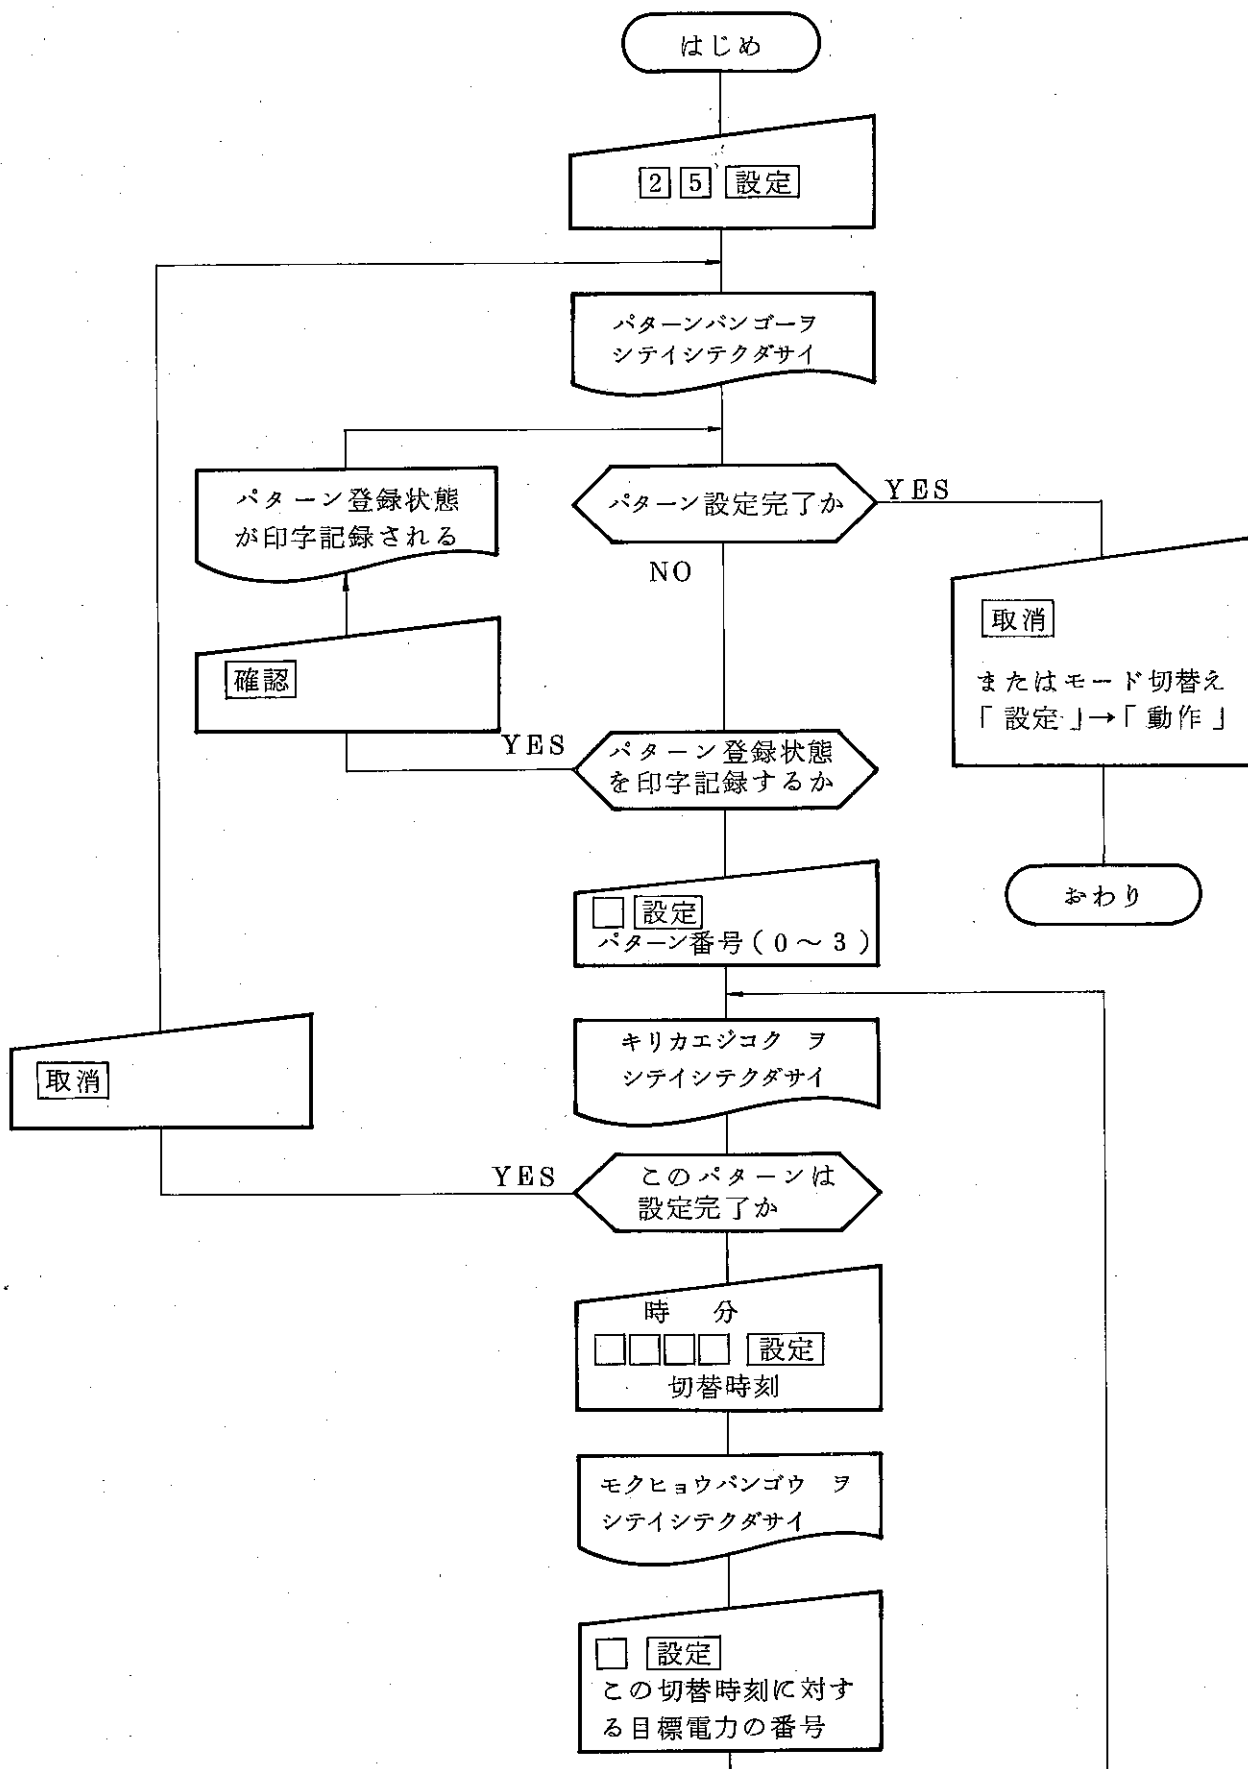 はじめ
2 5 設定
パターンバンゴーヲ
シテイシテクダサイ
パターン登録状態
が印字記録される
パターン設定完了か
YES
NO
取消
またはモード切替え
「設定」→「動作」
確認
YES
パターン登録状態
を印字記録するか
おわり
設定
パターン番号(0～3)
キリカエジコク ヲ
シテイシテクダサイ
取消
YES
このパターンは
設定完了か
時 分
設定
切替時刻
モクヒョウバンゴウ ヲ
シテイシテクダサイ
設定
この切替時刻に対す
る目標電力の番号